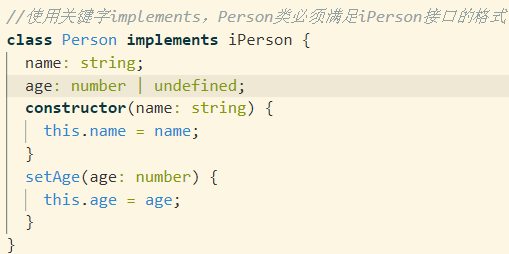 //使用关键字implements，Person类必须满足iPerson接口的格式
class Person implements iPerson {
  name: string;
  age: number | undefined;
  constructor(name: string) {
    this.name = name;
  }
  setAge(age: number) {
    this.age = age;
  }
}